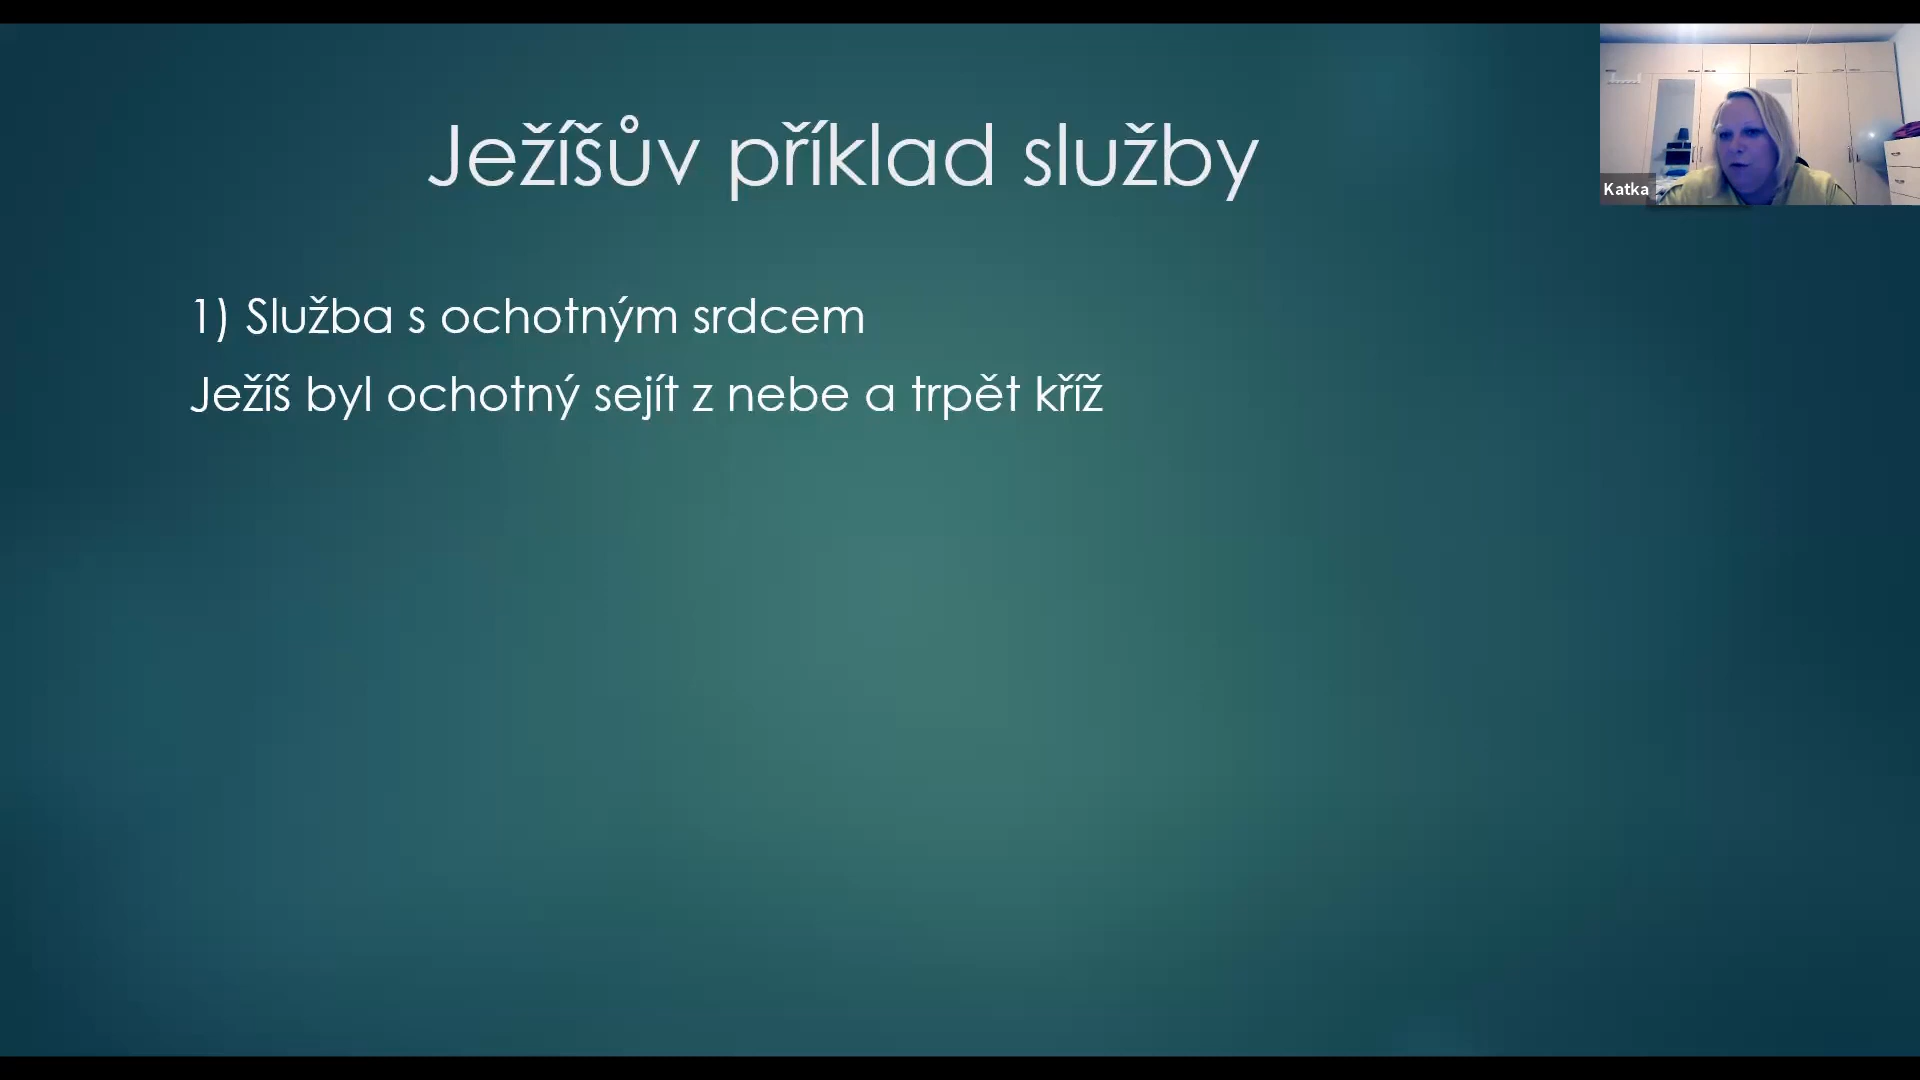 Ježíšův příklad služby
Katka
1) Služba s ochotným srdcem
Ježíš byl ochotný sejít z nebe a trpět kříž